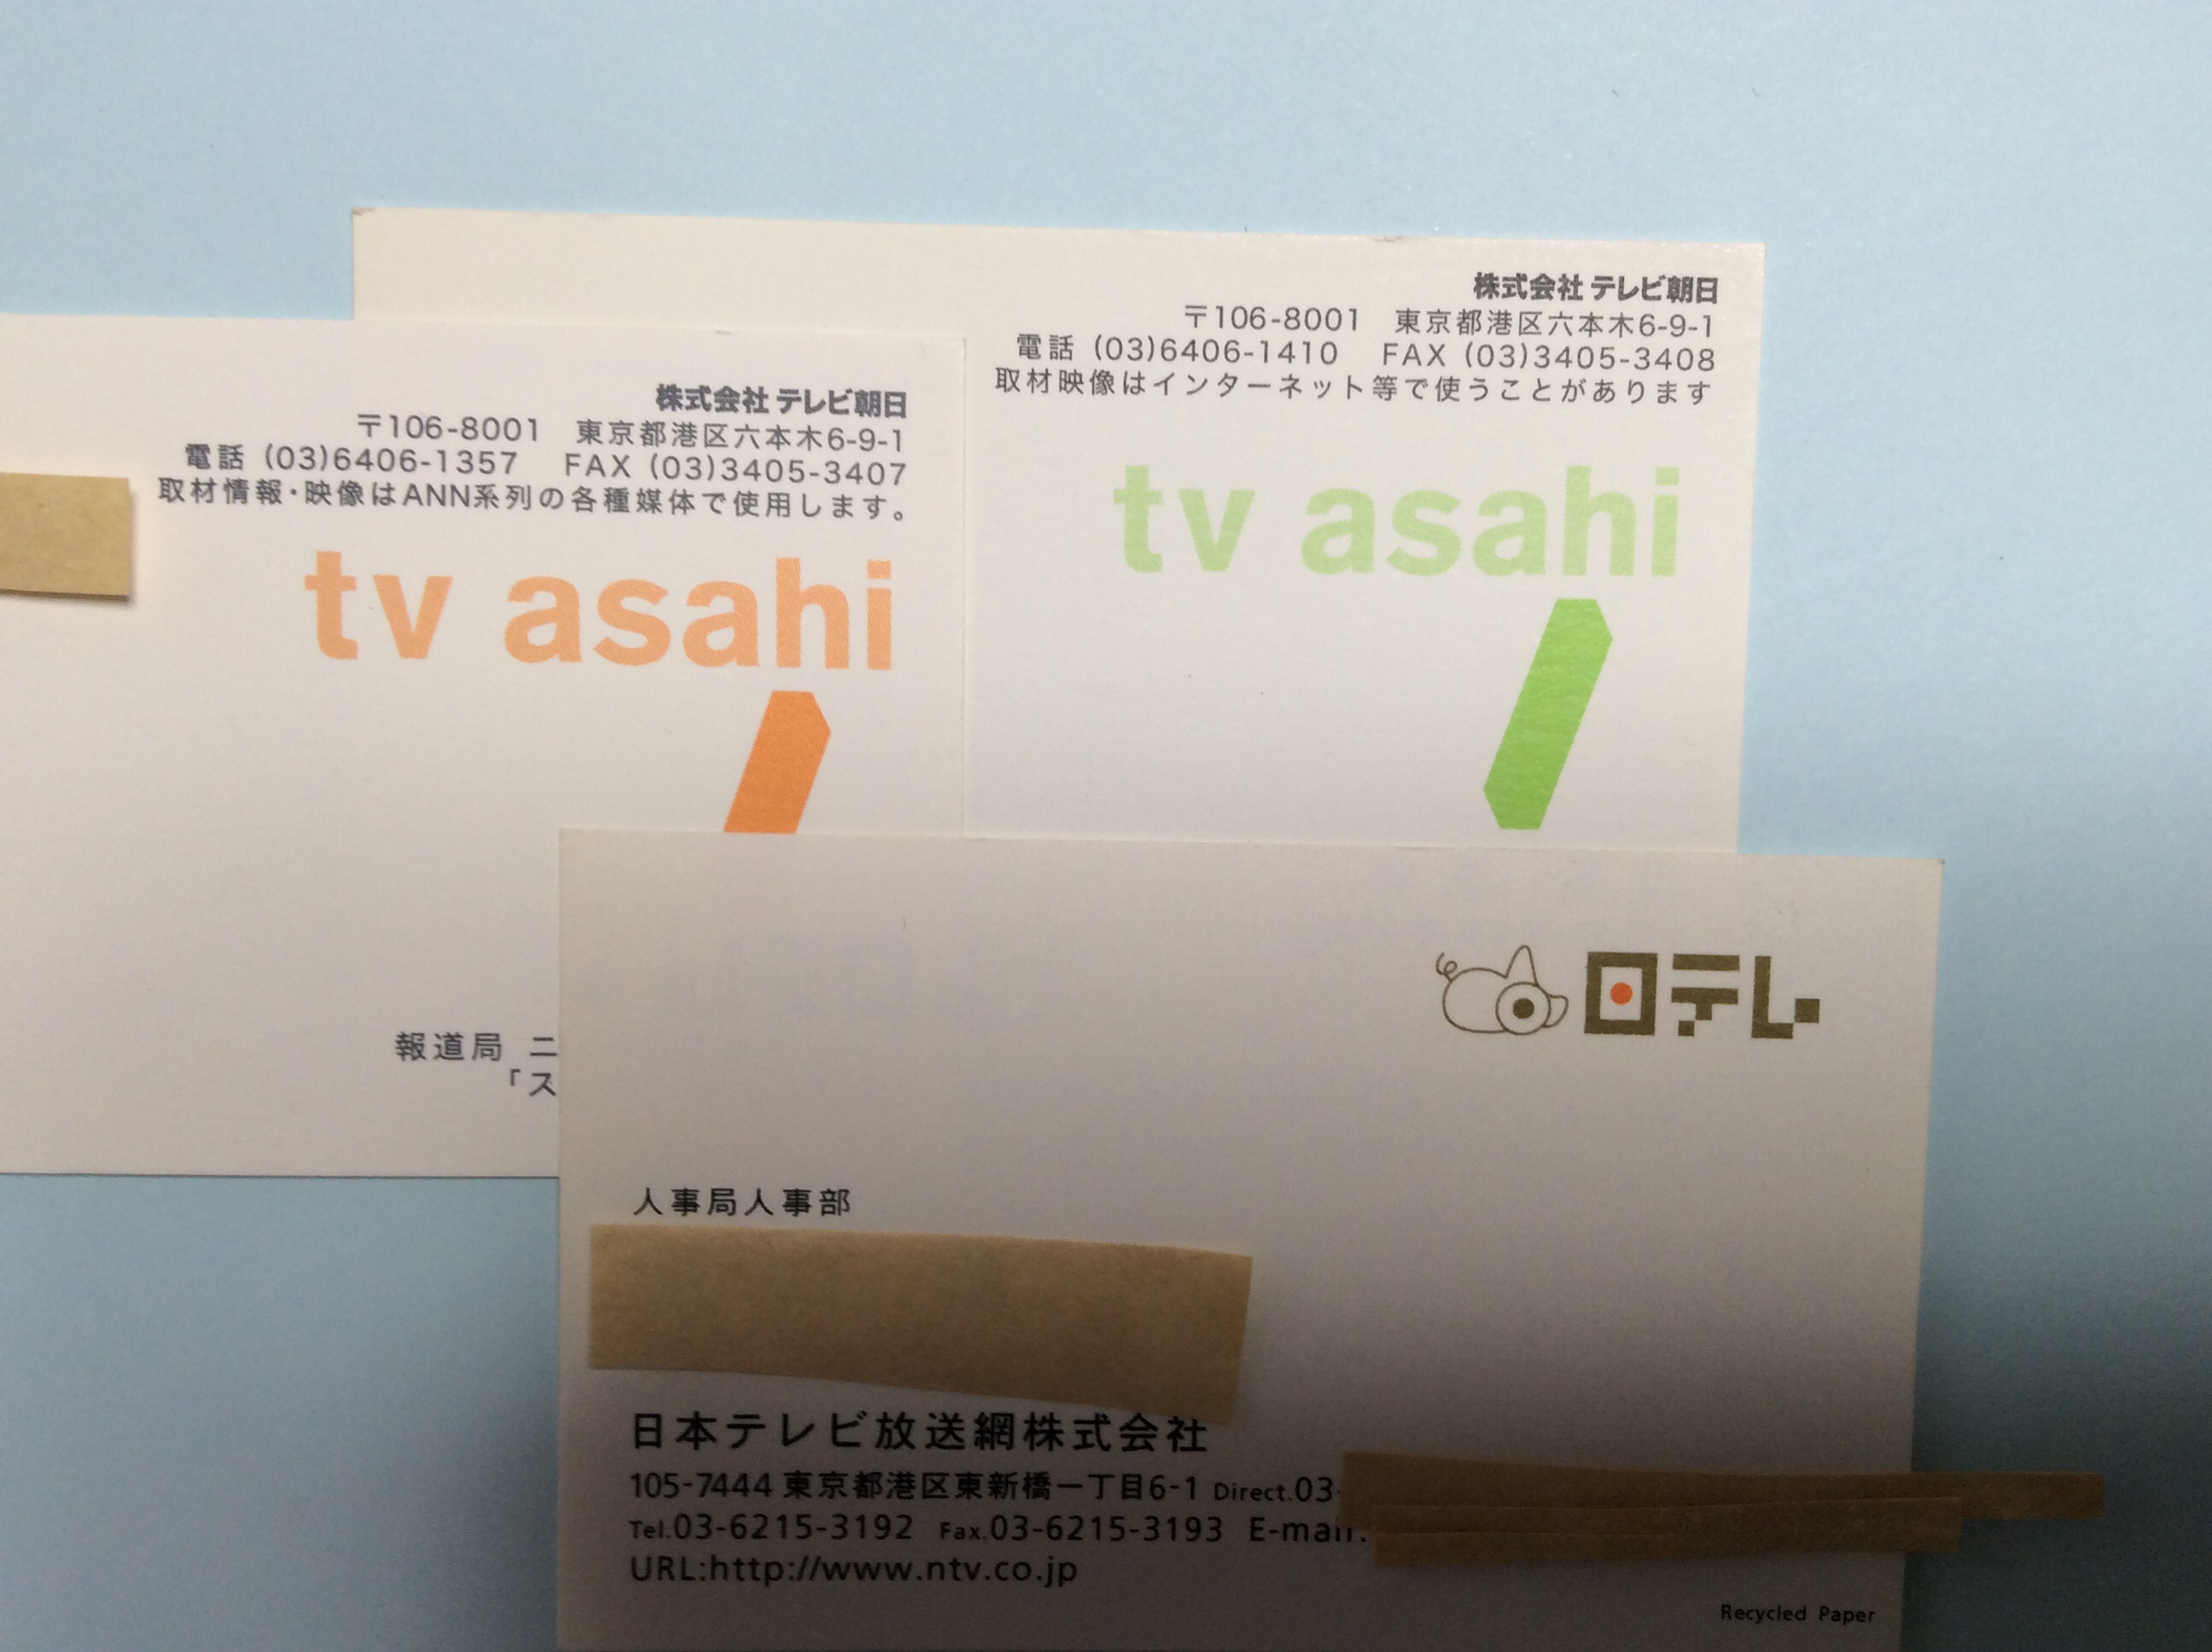 株式会社 テレビ朝日
〒106-8001 東京都港区六本木6-9-1
電話 (03)6406-1410 FAX (03)3405-3408
取材映像はインターネット等で使うことがあります
tv asahi
株式会社 テレビ朝日
〒106-8001 東京都港区六本木6-9-1
電話 (03)6406-1357 FAX (03)3405-3407
取材情報・映像はANN系列の各種媒体で使用します。
tv asahi
報道局 ニ
「ス
日テレ
人事局人事部
日本テレビ放送網株式会社
105-7444 東京都港区東新橋一丁目6-1 Direct.03-
Tel.03-6215-3192 Fax.03-6215-3193 E-mail.
URL:http://www.ntv.co.jp
Recycled Paper